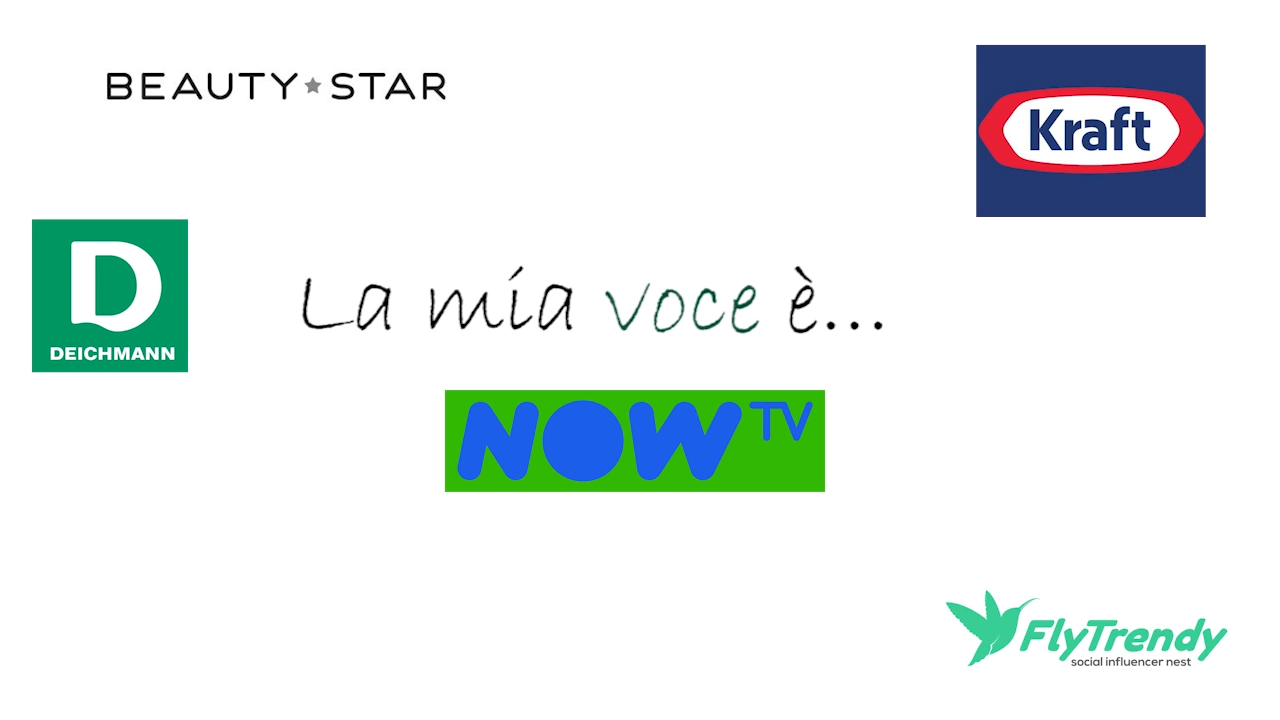 BEAUTY★STAR
Kraft
D
DEICHMANN
La mia voce è...
NOW TV
FlyTrendy
social influencer nest